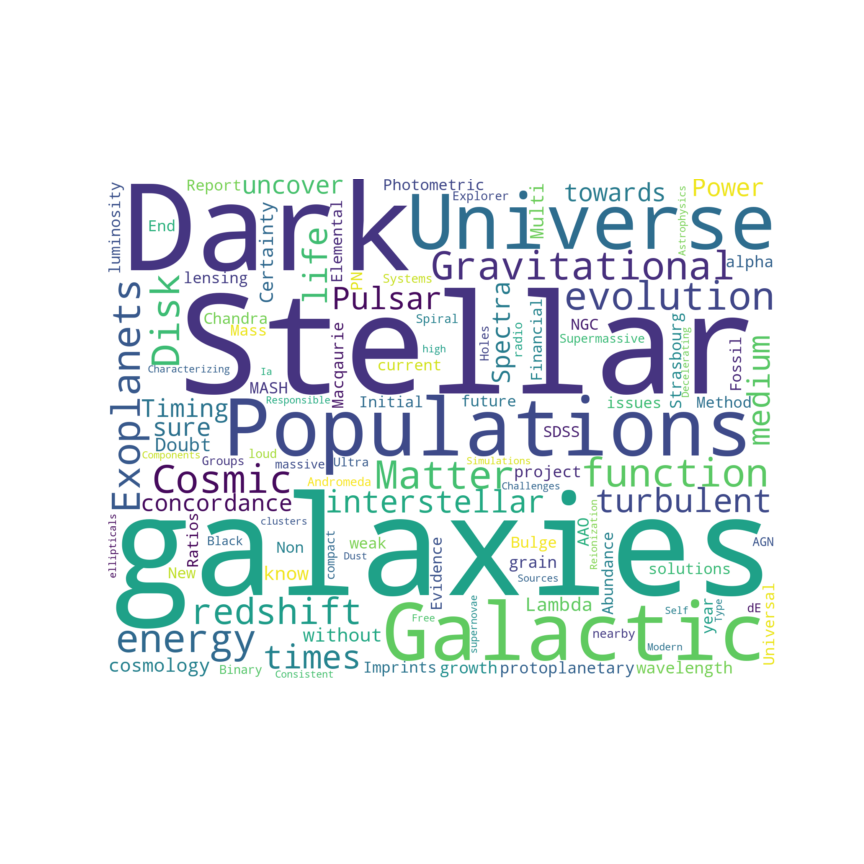 Dark
Universe
Stellar
Populations
galaxies
Galactic
luminosity
Report
uncover
Photometric
Explorer
Multi
towards
Power
Astrophysics
End
Certainty
life
Elemental
PN
Systems
Gravitational
alpha
lensing
Disk
Chandra
Mass
Pulsar
Spiral
Spectra
evolution
Financial
NGC
Supermassive
Strasbourg
Decelerating
Fossil
medium
Exoplanets
Characterizing
Ia
Responsible
MASH
Macqaurie
current
high
Holes
radio
Timing
sure
Doubt
Initial
future
issues
Method
SDSS
Components
loud
Groups
massive
Ultra
Simulations
Challenges
Andromeda
Cosmic
concordance
Matter
project
function
interstellar
turbulent
ellipticals
Ratios
clusters
Black
Non
New
know
compact
weak
Dust
Evidence
Bulge
grain
Sources
AAO
Reionization
Abundance
solutions
AGN
redshift
energy
without
times
cosmology
Binary
Consistent
Imprints
growth
Free
supernovae
Lambda
protoplanetary
nearby
Self
Modern
wavelength
year
Type
dE
Universal